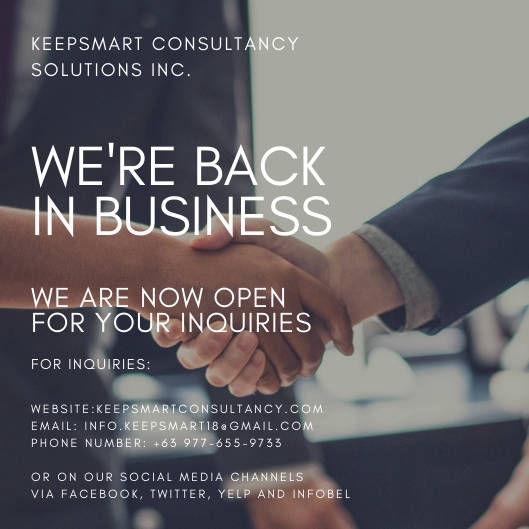 KEEPSMART CONSULTANCY
SOLUTIONS INC.
WE'RE BACK
IN BUSINESS
WE ARE NOW OPEN
FOR YOUR INQUIRIES
FOR INQUIRIES:
WEBSITE:KEEPSMARTCONSULTANCY.COM
EMAIL: INFO.KEEPSMART18@GMAIL.COM
PHONE NUMBER: +63 977-655-9733
OR ON OUR SOCIAL MEDIA CHANNELS
VIA FACEBOOK, TWITTER, YELP AND INFOBEL